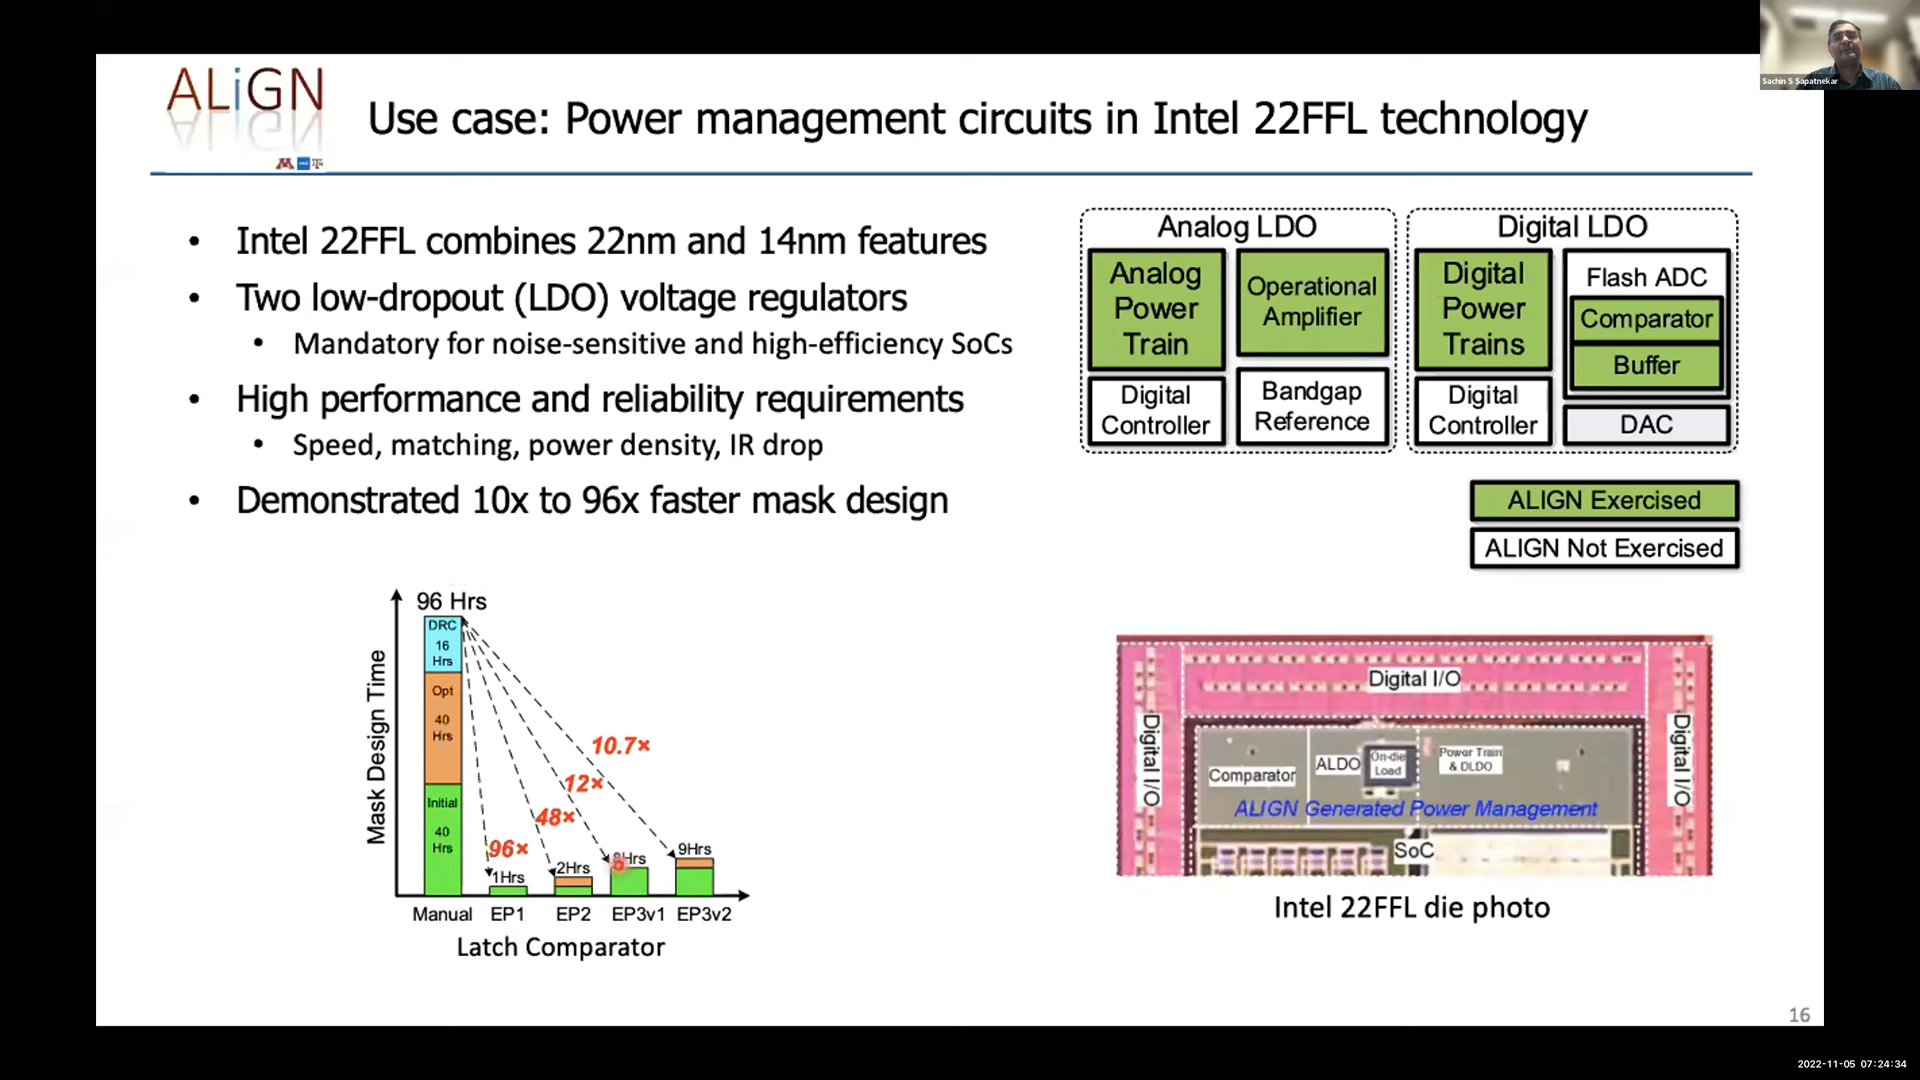 Sachin S Sapatnekar
ALiGN
Use case: Power management circuits in Intel 22FFL technology
• Intel 22FFL combines 22nm and 14nm features
• Two low-dropout (LDO) voltage regulators
• Mandatory for noise-sensitive and high-efficiency SoCs
• High performance and reliability requirements
• Speed, matching, power density, IR drop
• Demonstrated 10x to 96x faster mask design
Analog LDO
Analog
Power
Train
Operational
Amplifier
Digital
Controller
Bandgap
Reference
Digital LDO
Digital
Power
Trains
Flash ADC
Comparator
Buffer
Digital
Controller
DAC
ALIGN Exercised
ALIGN Not Exercised
Mask Design Time
96 Hrs
DRC
16
Hrs
Opt
40
Hrs
Initial
40
Hrs
96×
48×
12×
10.7×
1Hrs
2Hrs
8Hrs
9Hrs
Manual EP1 EP2 EP3v1 EP3v2
Latch Comparator
Digital I/O
Digital I/O
Digital I/O
Comparator
ALDO
On-die
Load
Power Train
& DLDO
ALIGN Generated Power Management
SoC
Intel 22FFL die photo
16
2022-11-05 07:24:34